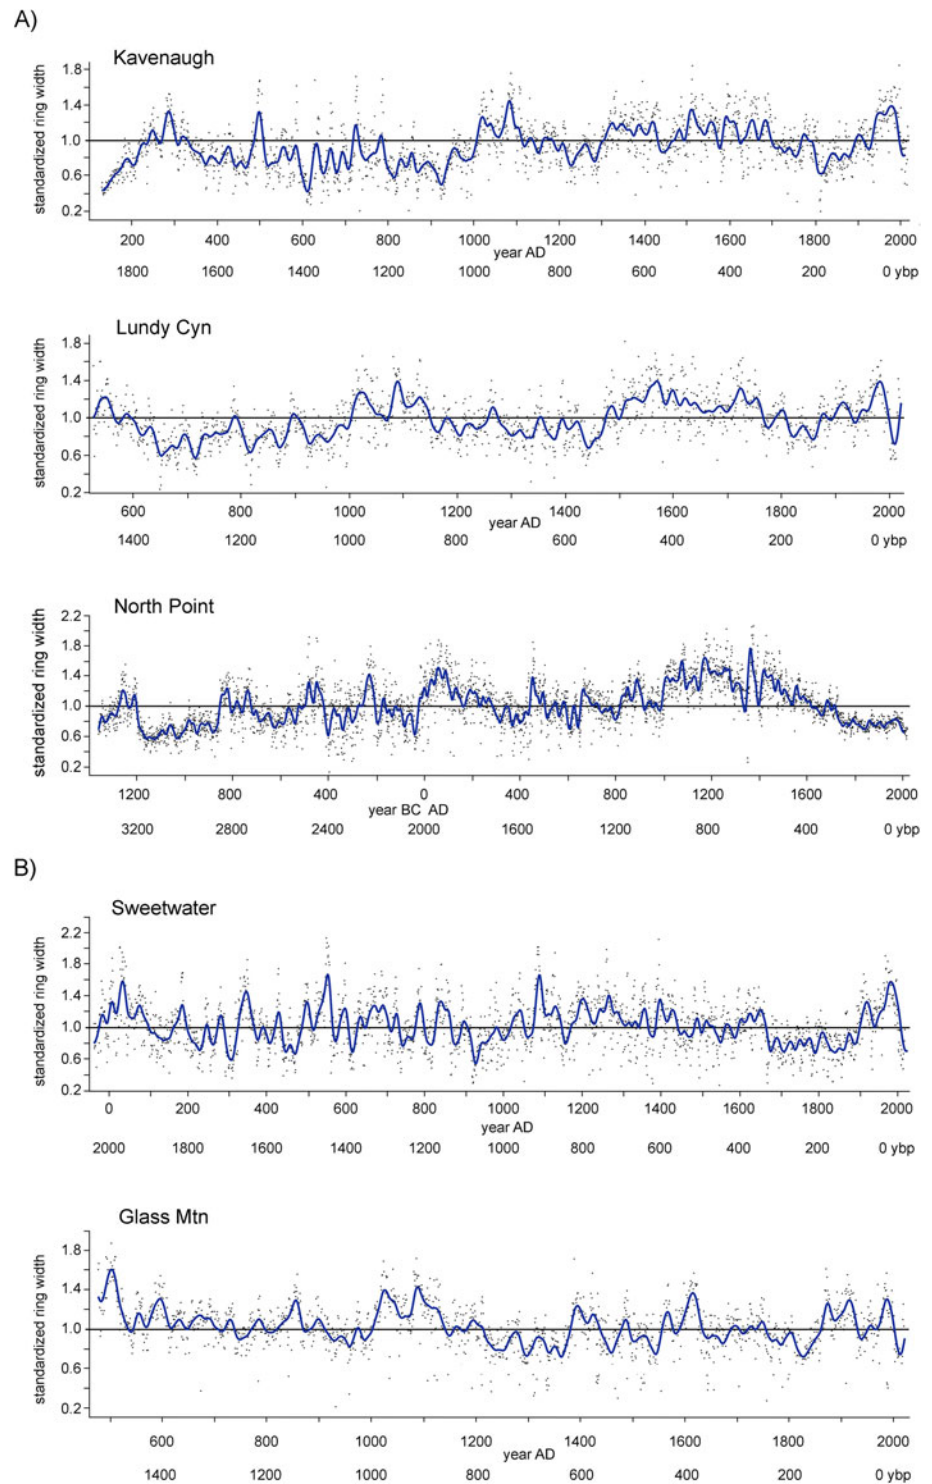 A)
Kavenaugh
standardized ring width
1.8
1.4
1.0
0.6
0.2
200 400 600 800 1000 1200 1400 1600 1800 2000
year AD
1800 1600 1400 1200 1000 800 600 400 200 0 ybp
Lundy Cyn
standardized ring width
1.8
1.4
1.0
0.6
0.2
600 800 1000 1200 1400 1600 1800 2000
year AD
1400 1200 1000 800 600 400 200 0 ybp
North Point
standardized ring width
2.2
1.8
1.4
1.0
0.6
0.2
1200 800 400 0 400 800 1200 1600 2000
year BC AD
3200 2800 2400 2000 1600 1200 800 400 0 ybp
B)
Sweetwater
standardized ring width
2.2
1.8
1.4
1.0
0.6
0.2
0 200 400 600 800 1000 1200 1400 1600 1800 2000
year AD
2000 1800 1600 1400 1200 1000 800 600 400 200 0 ybp
Glass Mtn
standardized ring width
1.8
1.4
1.0
0.6
0.2
600 800 1000 1200 1400 1600 1800 2000
year AD
1400 1200 1000 800 600 400 200 0 ybp